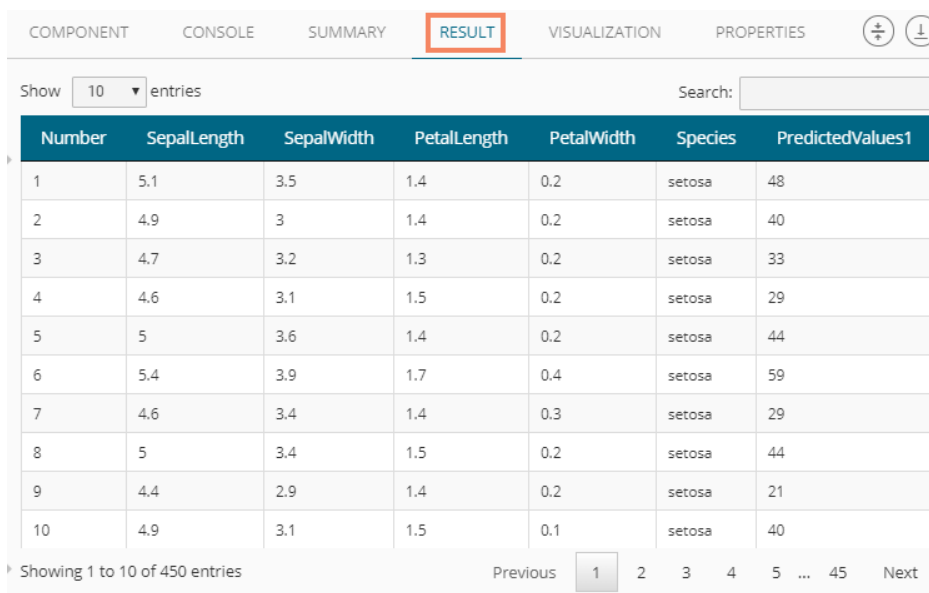 COMPONENT CONSOLE SUMMARY RESULT VISUALIZATION PROPERTIES
Show 10 entries Search:
Number SepalLength SepalWidth PetalLength PetalWidth Species PredictedValues1
1 5.1 3.5 1.4 0.2 setosa 48
2 4.9 3 1.4 0.2 setosa 40
3 4.7 3.2 1.3 0.2 setosa 33
4 4.6 3.1 1.5 0.2 setosa 29
5 5 3.6 1.4 0.2 setosa 44
6 5.4 3.9 1.7 0.4 setosa 59
7 4.6 3.4 1.4 0.3 setosa 29
8 5 3.4 1.5 0.2 setosa 44
9 4.4 2.9 1.4 0.2 setosa 21
10 4.9 3.1 1.5 0.1 setosa 40
Showing 1 to 10 of 450 entries Previous 1 2 3 4 5 ... 45 Next